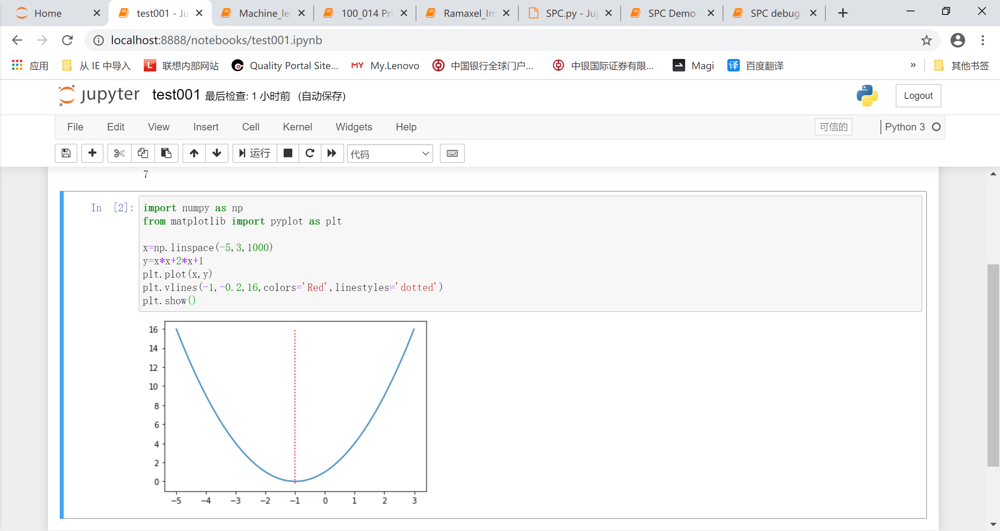 Home
test001 - Ju
Machine_lea
100_014 Pri
Ramaxel_Im
SPC.py - Jup
SPC Demo -
SPC debug
localhost:8888/notebooks/test001.ipynb
应用
从 IE 中导入
联想内部网站
Quality Portal Site...
MY My.Lenovo
中国银行全球门户...
中银国际证券有限...
Magi
译 百度翻译
»
其他书签
jupyter test001 最后检查: 1 小时前 (自动保存)
Logout
File Edit View Insert Cell Kernel Widgets Help
可信的
Python 3
运行
代码
7
In [2]:
import numpy as np
from matplotlib import pyplot as plt
x=np.linspace(-5,3,1000)
y=x*x+2*x+1
plt.plot(x,y)
plt.vlines(-1,-0.2,16,colors='Red',linestyles='dotted')
plt.show()
16
14
12
10
8
6
4
2
0
−5 −4 −3 −2 −1 0 1 2 3